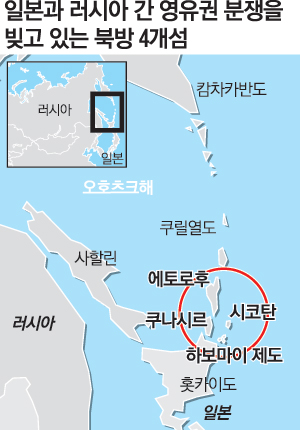 일본과 러시아 간 영유권 분쟁을
빚고 있는 북방 4개섬
캄차카반도
러시아
일본
오호츠크해
쿠릴열도
사할린
에토로후
쿠나시르
시코탄
러시아
하보마이 제도
홋카이도
일본